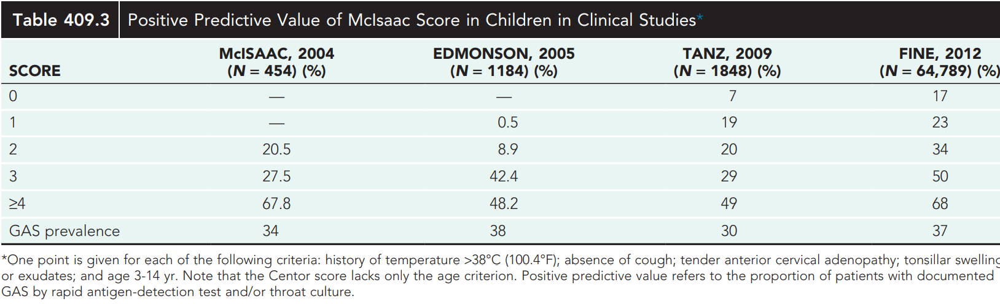 Table 409.3 Positive Predictive Value of McIsaac Score in Children in Clinical Studies*
SCORE McISAAC, 2004 (N = 454) (%) EDMONSON, 2005 (N = 1184) (%) TANZ, 2009 (N = 1848) (%) FINE, 2012 (N = 64,789) (%)
0 — — 7 17
1 — 0.5 19 23
2 20.5 8.9 20 34
3 27.5 42.4 29 50
≥4 67.8 48.2 49 68
GAS prevalence 34 38 30 37
*One point is given for each of the following criteria: history of temperature >38°C (100.4°F); absence of cough; tender anterior cervical adenopathy; tonsillar swelling
or exudates; and age 3-14 yr. Note that the Centor score lacks only the age criterion. Positive predictive value refers to the proportion of patients with documented
GAS by rapid antigen-detection test and/or throat culture.